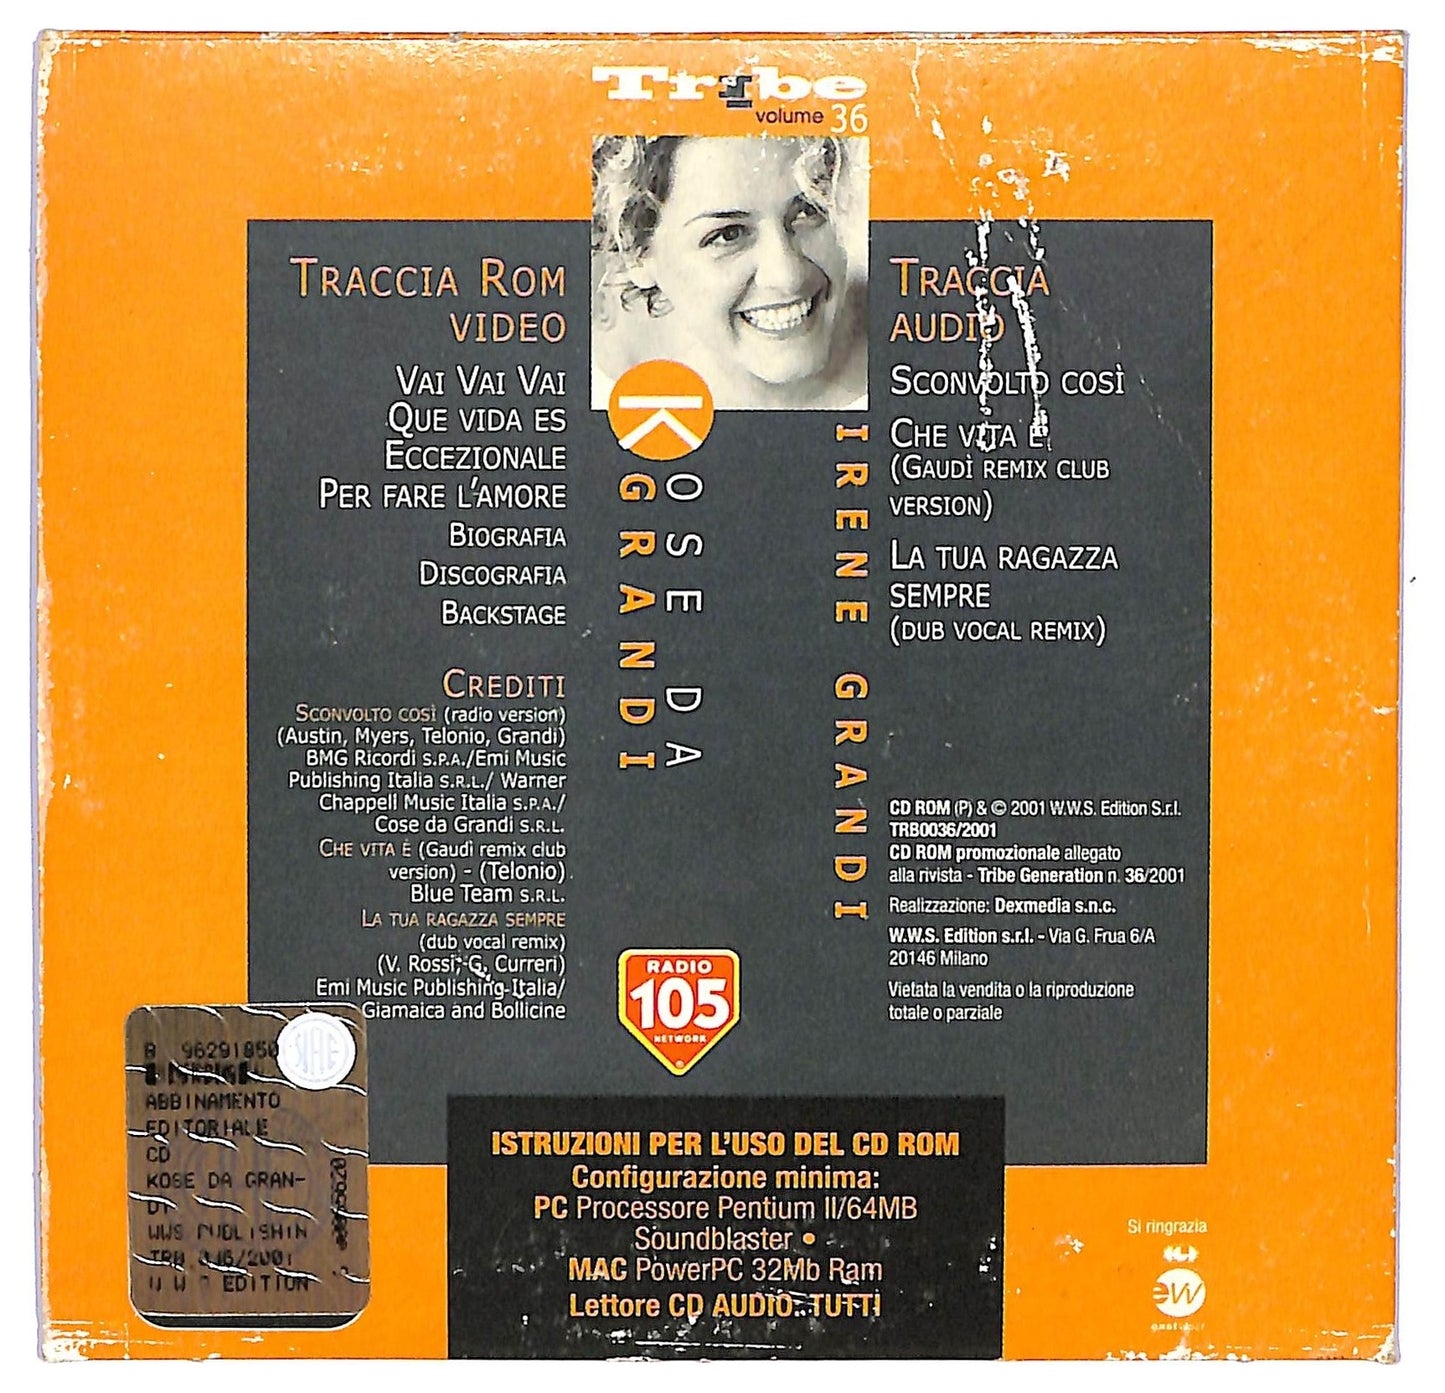 Tribe
volume 36
TRACCIA ROM
VIDEO
VAI VAI VAI
QUE VIDA ES
ECCEZIONALE
PER FARE L'AMORE
BIOGRAFIA
DISCOGRAFIA
BACKSTAGE
CREDITI
SCONVOLTO COSÌ (radio version)
(Austin, Myers, Telonio, Grandi)
BMG Ricordi S.P.A./Emi Music
Publishing Italia S.R.L./ Warner
Chappell Music Italia S.P.A./
Cose da Grandi S.R.L.
CHE VITA È (Gaudì remix club
version) - (Telonio)
Blue Team S.R.L.
LA TUA RAGAZZA SEMPRE
(dub vocal remix)
(V. Rossi, G. Curreri)
Emi Music Publishing Italia/
Giamaica and Bollicine
KOSE DA
GRANDI
IRENE GRANDI
TRACCIA
AUDIO
SCONVOLTO COSÌ
CHE VITA È
(GAUDÌ REMIX CLUB
VERSION)
LA TUA RAGAZZA
SEMPRE
(DUB VOCAL REMIX)
CD ROM (P) & © 2001 W.W.S. Edition S.r.l.
TRB0036/2001
CD ROM promozionale allegato
alla rivista - Tribe Generation n. 36/2001
Realizzazione: Dexmedia s.n.c.
W.W.S. Edition s.r.l. - Via G. Frua 6/A
20146 Milano
Vietata la vendita o la riproduzione
totale o parziale
RADIO
105
NETWORK
ISTRUZIONI PER L'USO DEL CD ROM
Configurazione minima:
PC Processore Pentium II/64MB
Soundblaster •
MAC PowerPC 32Mb Ram
Lettore CD AUDIO: TUTTI
Si ringrazia
ew
SIAE
96291850
ABBINAMENTO
EDITORIALE
CD
KOSE DA GRAN-
DI
WWS PUBLISHIN
EDITION